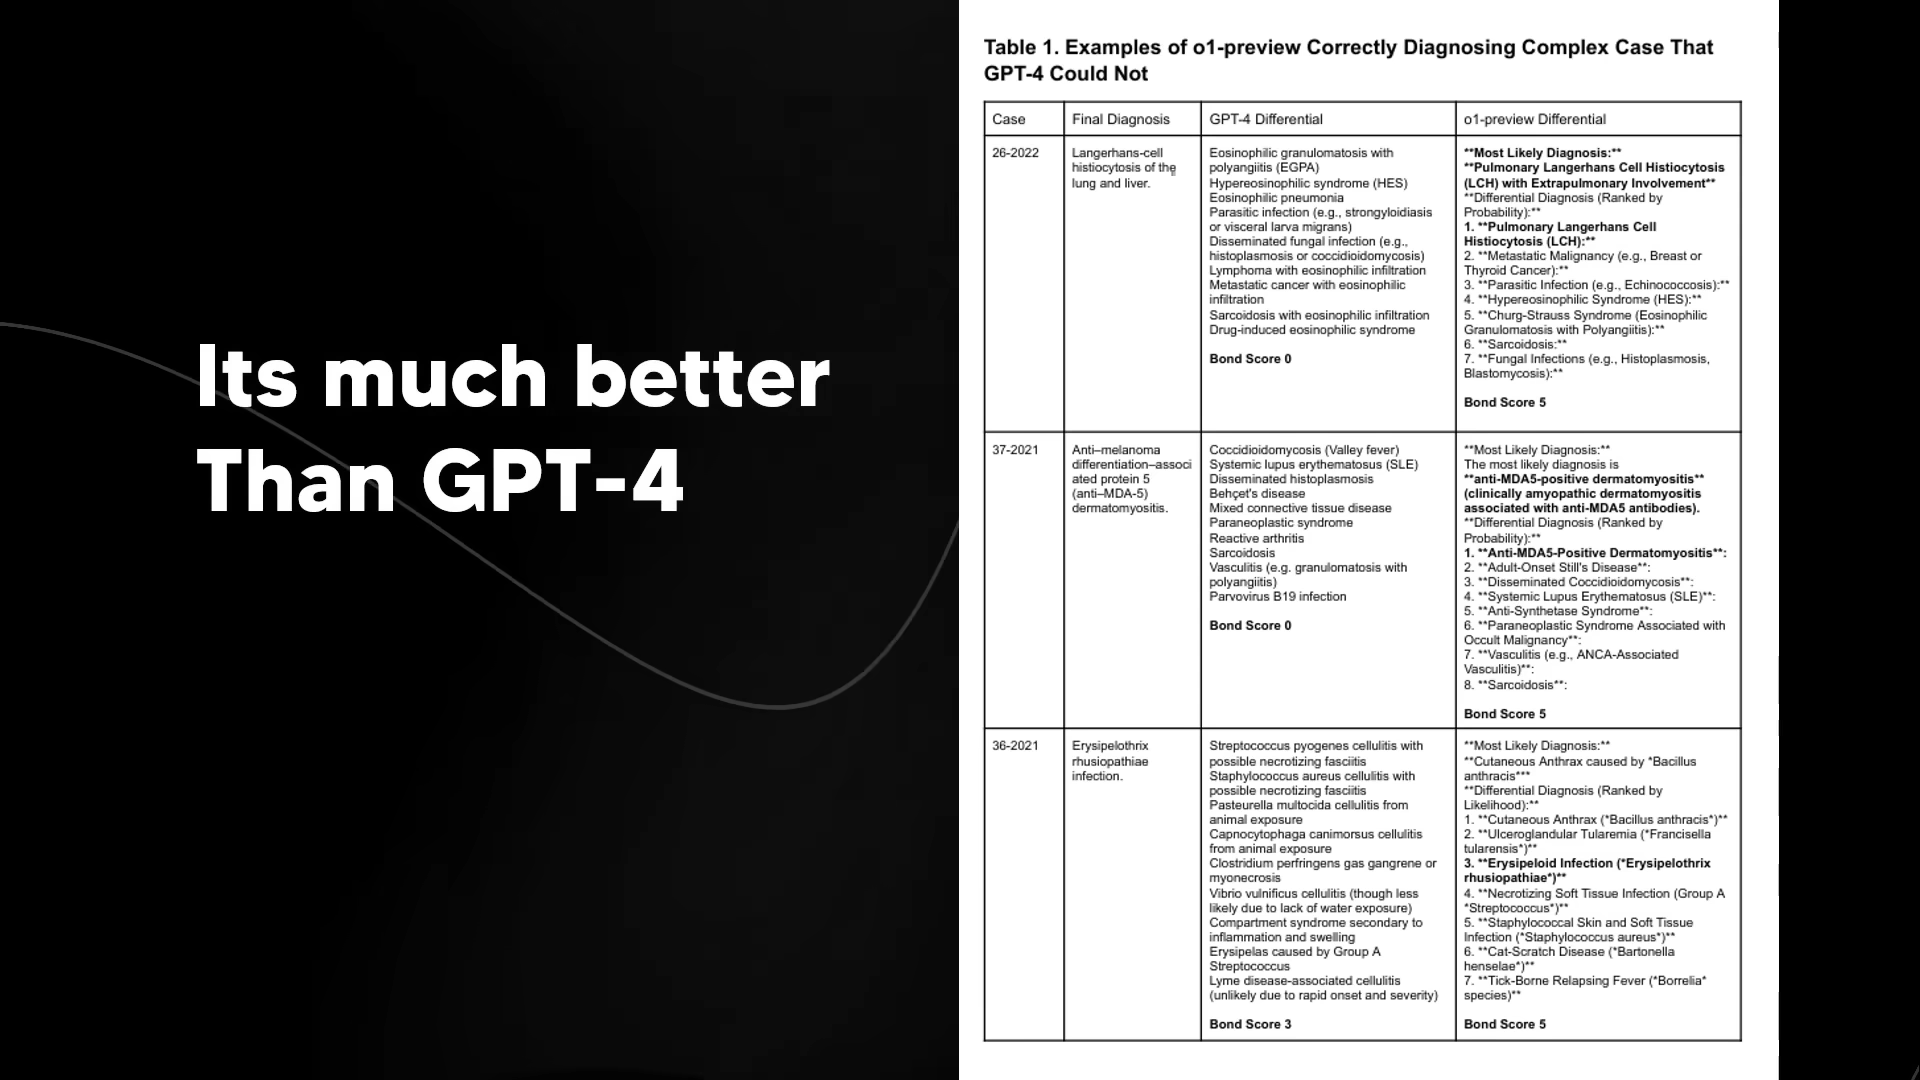 Its much better
Than GPT-4
Table 1. Examples of o1-preview Correctly Diagnosing Complex Case That
GPT-4 Could Not
Case
Final Diagnosis
GPT-4 Differential
o1-preview Differential
26-2022
Langerhans-cell
histiocytosis of the
lung and liver.
Eosinophilic granulomatosis with
polyangiitis (EGPA)
Hypereosinophilic syndrome (HES)
Eosinophilic pneumonia
Parasitic infection (e.g., strongyloidiasis
or visceral larva migrans)
Disseminated fungal infection (e.g.,
histoplasmosis or coccidioidomycosis)
Lymphoma with eosinophilic infiltration
Metastatic cancer with eosinophilic
infiltration
Sarcoidosis with eosinophilic infiltration
Drug-induced eosinophilic syndrome
Bond Score 0
**Most Likely Diagnosis:**
**Pulmonary Langerhans Cell Histiocytosis
(LCH) with Extrapulmonary Involvement**
**Differential Diagnosis (Ranked by
Probability):**
1. **Pulmonary Langerhans Cell
Histiocytosis (LCH):**
2. **Metastatic Malignancy (e.g., Breast or
Thyroid Cancer):**
3. **Parasitic Infection (e.g., Echinococcosis):**
4. **Hypereosinophilic Syndrome (HES):**
5. **Churg-Strauss Syndrome (Eosinophilic
Granulomatosis with Polyangiitis):**
6. **Sarcoidosis:**
7. **Fungal Infections (e.g., Histoplasmosis,
Blastomycosis):**
Bond Score 5
37-2021
Anti–melanoma
differentiation–associ
ated protein 5
(anti–MDA-5)
dermatomyositis.
Coccidioidomycosis (Valley fever)
Systemic lupus erythematosus (SLE)
Disseminated histoplasmosis
Behçet's disease
Mixed connective tissue disease
Paraneoplastic syndrome
Reactive arthritis
Sarcoidosis
Vasculitis (e.g. granulomatosis with
polyangiitis)
Parvovirus B19 infection
Bond Score 0
**Most Likely Diagnosis:**
The most likely diagnosis is
**anti-MDA5-positive dermatomyositis**
(clinically amyopathic dermatomyositis
associated with anti-MDA5 antibodies).
**Differential Diagnosis (Ranked by
Probability):**
1. **Anti-MDA5-Positive Dermatomyositis**:
2. **Adult-Onset Still's Disease**:
3. **Disseminated Coccidioidomycosis**:
4. **Systemic Lupus Erythematosus (SLE)**:
5. **Anti-Synthetase Syndrome**:
6. **Paraneoplastic Syndrome Associated with
Occult Malignancy**:
7. **Vasculitis (e.g., ANCA-Associated
Vasculitis)**:
8. **Sarcoidosis**:
Bond Score 5
36-2021
Erysipelothrix
rhusiopathiae
infection.
Streptococcus pyogenes cellulitis with
possible necrotizing fasciitis
Staphylococcus aureus cellulitis with
possible necrotizing fasciitis
Pasteurella multocida cellulitis from
animal exposure
Capnocytophaga canimorsus cellulitis
from animal exposure
Clostridium perfringens gas gangrene or
myonecrosis
Vibrio vulnificus cellulitis (though less
likely due to lack of water exposure)
Compartment syndrome secondary to
inflammation and swelling
Erysipelas caused by Group A
Streptococcus
Lyme disease-associated cellulitis
(unlikely due to rapid onset and severity)
Bond Score 3
**Most Likely Diagnosis:**
**Cutaneous Anthrax caused by *Bacillus
anthracis***
**Differential Diagnosis (Ranked by
Likelihood):**
1. **Cutaneous Anthrax (*Bacillus anthracis*)**
2. **Ulceroglandular Tularemia (*Francisella
tularensis*)**
3. **Erysipeloid Infection (*Erysipelothrix
rhusiopathiae*)**
4. **Necrotizing Soft Tissue Infection (Group A
*Streptococcus*)**
5. **Staphylococcal Skin and Soft Tissue
Infection (*Staphylococcus aureus*)**
6. **Cat-Scratch Disease (*Bartonella
henselae*)**
7. **Tick-Borne Relapsing Fever (*Borrelia*
species)**
Bond Score 5